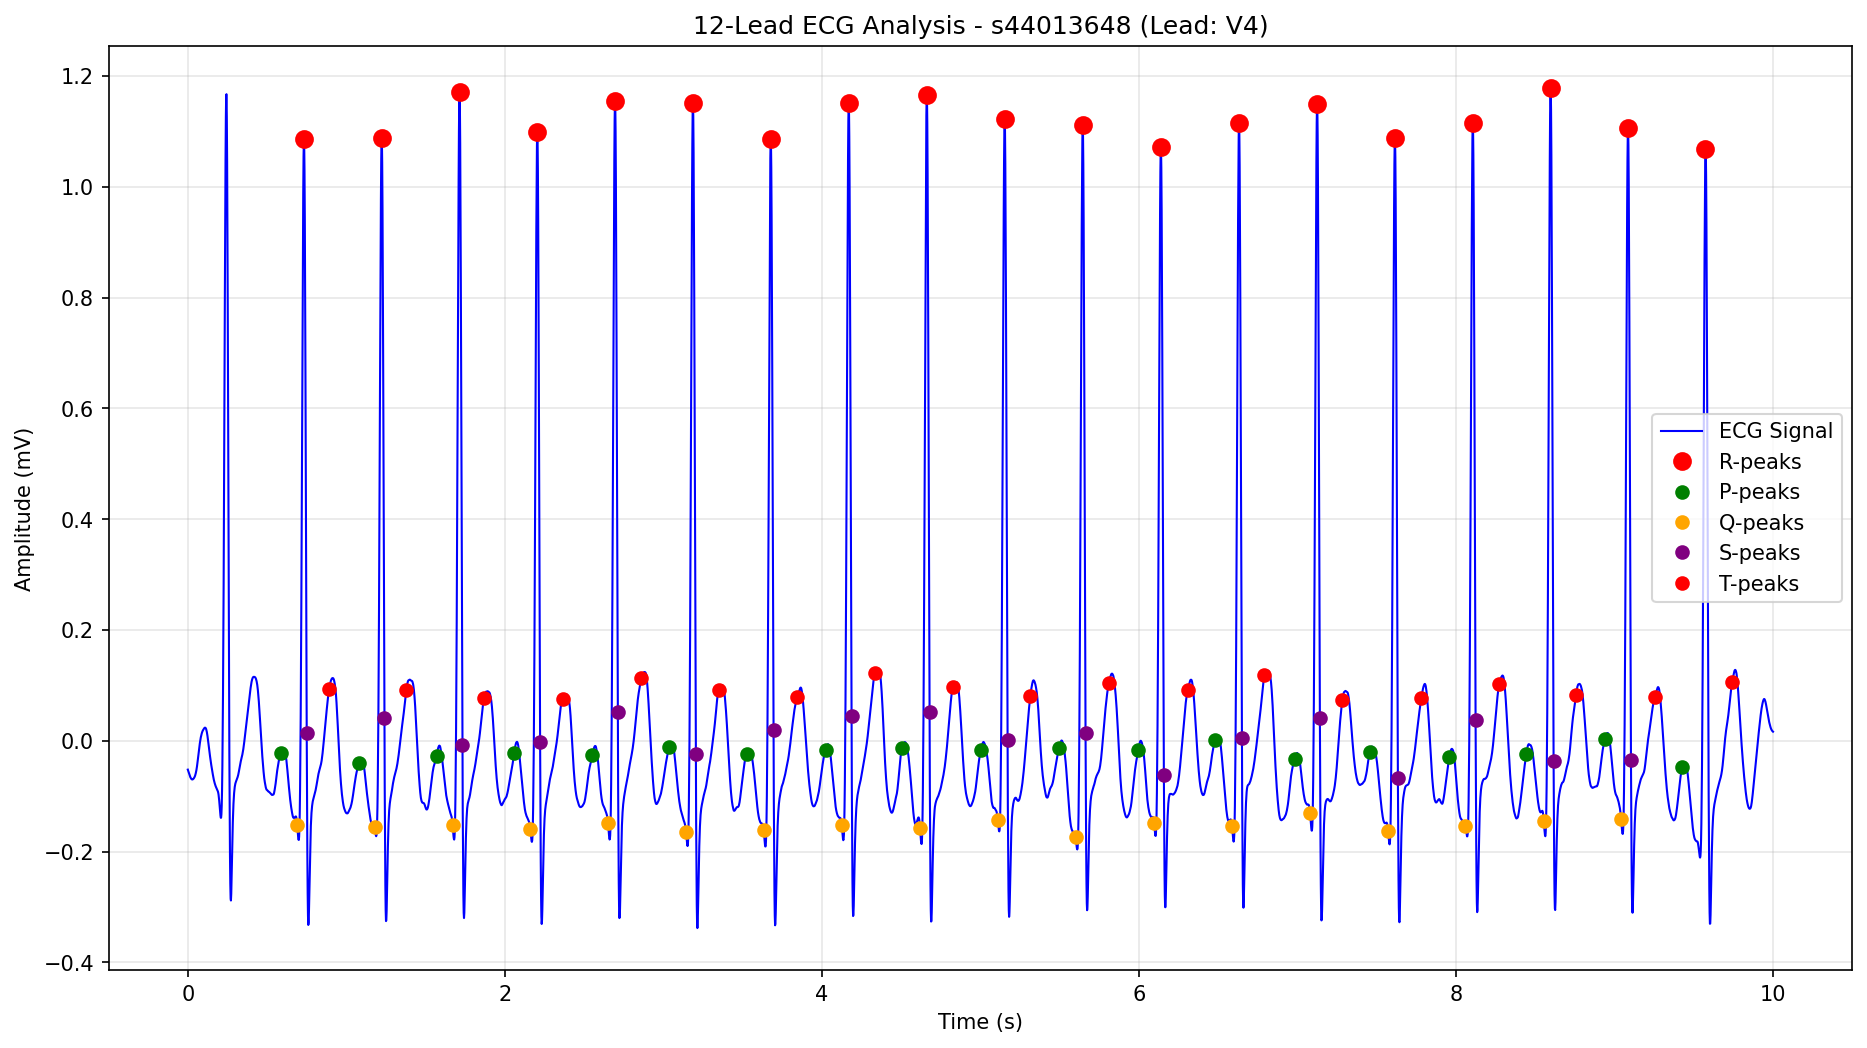 12-Lead ECG Analysis - s44013648 (Lead: V4)
1.2
1.0
0.8
0.6
0.4
0.2
0.0
−0.2
−0.4
Amplitude (mV)
ECG Signal
R-peaks
P-peaks
Q-peaks
S-peaks
T-peaks
0 2 4 6 8 10
Time (s)